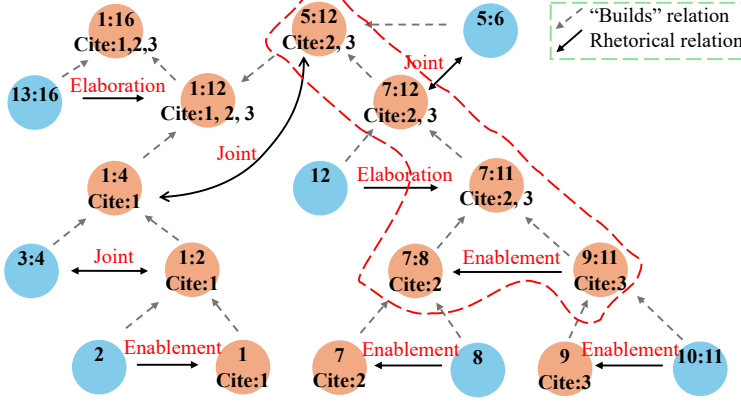 1:16
Cite:1,2,3
5:12
Cite:2, 3
5:6
“Builds” relation
Rhetorical relation
13:16
Elaboration
1:12
Cite:1, 2, 3
Joint
7:12
Cite:2, 3
Joint
1:4
Cite:1
12
Elaboration
7:11
Cite:2, 3
3:4
Joint
1:2
Cite:1
7:8
Cite:2
Enablement
9:11
Cite:3
2
Enablement
1
Cite:1
7
Cite:2
Enablement
8
9
Cite:3
Enablement
10:11